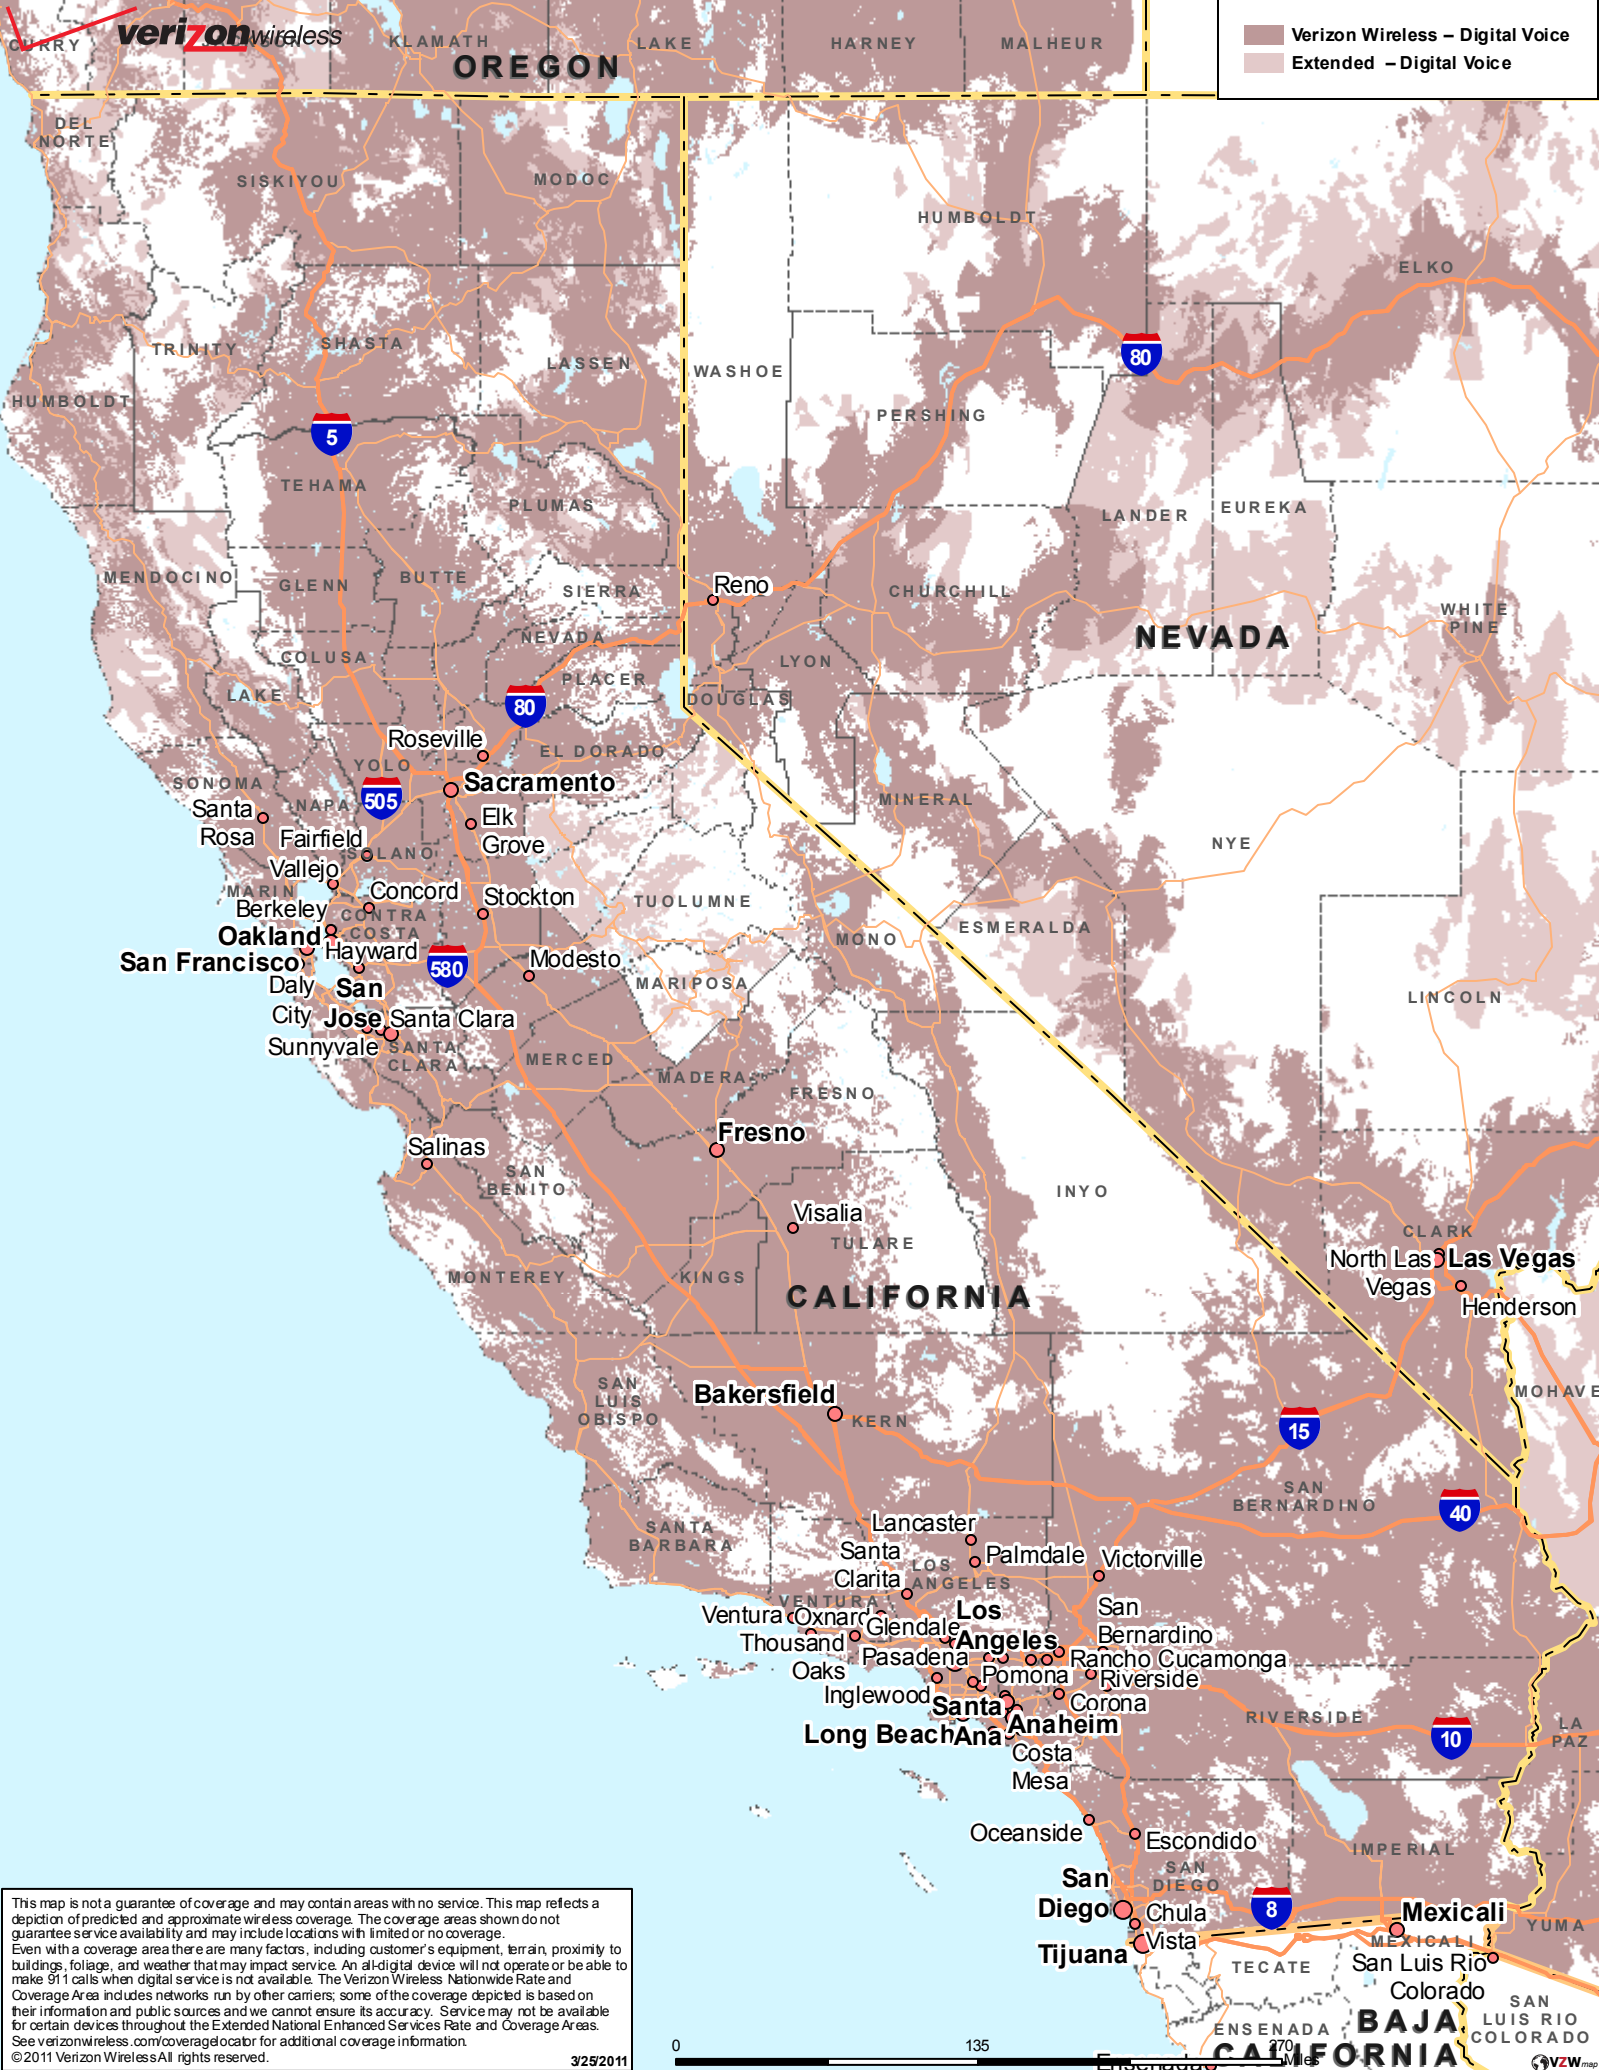 verizonwireless
Verizon Wireless – Digital Voice
Extended – Digital Voice
CURRY
KLAMATH
LAKE
HARNEY
MALHEUR
OREGON
DEL
NORTE
SISKIYOU
MODOC
HUMBOLDT
ELKO
TRINITY
SHASTA
LASSEN
WASHOE
80
HUMBOLDT
PERSHING
5
TEHAMA
PLUMAS
LANDER
EUREKA
MENDOCINO
GLENN
BUTTE
SIERRA
Reno
CHURCHILL
WHITE
PINE
NEVADA
NEVADA
COLUSA
LYON
PLACER
LAKE
DOUGLAS
80
Roseville
EL DORADO
YOLO
SONOMA
Sacramento
NAPA
505
MINERAL
Santa
Rosa
Elk
Grove
Fairfield
SOLANO
NYE
Vallejo
MARIN
Concord
Stockton
TUOLUMNE
Berkeley
CONTRA
COSTA
Oakland
ESMERALDA
MONO
Hayward
San Francisco
580
Modesto
Daly
City
San
Jose
MARIPOSA
LINCOLN
Santa Clara
Sunnyvale
SANTA
CLARA
MERCED
MADERA
FRESNO
Fresno
Salinas
SAN
BENITO
INYO
Visalia
TULARE
CLARK
North Las
Vegas
Las Vegas
Henderson
MONTEREY
KINGS
CALIFORNIA
SAN
LUIS
OBISPO
Bakersfield
KERN
MOHAVE
15
SAN
BERNARDINO
40
SANTA
BARBARA
Lancaster
Santa
Clarita
LOS
ANGELES
Palmdale
Victorville
VENTURA
Ventura
Oxnard
Glendale
Los
Angeles
San
Bernardino
Thousand
Oaks
Pasadena
Rancho Cucamonga
Pomona
Riverside
Inglewood
Corona
Santa
Ana
Anaheim
Long Beach
RIVERSIDE
10
LA
PAZ
Costa
Mesa
Oceanside
Escondido
IMPERIAL
SAN
DIEGO
San
Diego
8
Chula
Vista
Mexicali
YUMA
Tijuana
MEXICALI
TECATE
San Luis Rio
Colorado
SAN
LUIS RIO
COLORADO
ENSENADA
BAJA
CALIFORNIA
Ensenada
This map is not a guarantee of coverage and may contain areas with no service. This map reflects a
depiction of predicted and approximate wireless coverage. The coverage areas shown do not
guarantee service availability and may include locations with limited or no coverage.
Even with a coverage area there are many factors, including customer's equipment, terrain, proximity to
buildings, foliage, and weather that may impact service. An all-digital device will not operate or be able to
make 911 calls when digital service is not available. The Verizon Wireless Nationwide Rate and
Coverage Area includes networks run by other carriers; some of the coverage depicted is based on
their information and public sources and we cannot ensure its accuracy. Service may not be available
for certain devices throughout the Extended National Enhanced Services Rate and Coverage Areas.
See verizonwireless.com/coveragelocator for additional coverage information.
©2011 Verizon Wireless All rights reserved.
3/25/2011
0 135 270
Miles
VZWmap